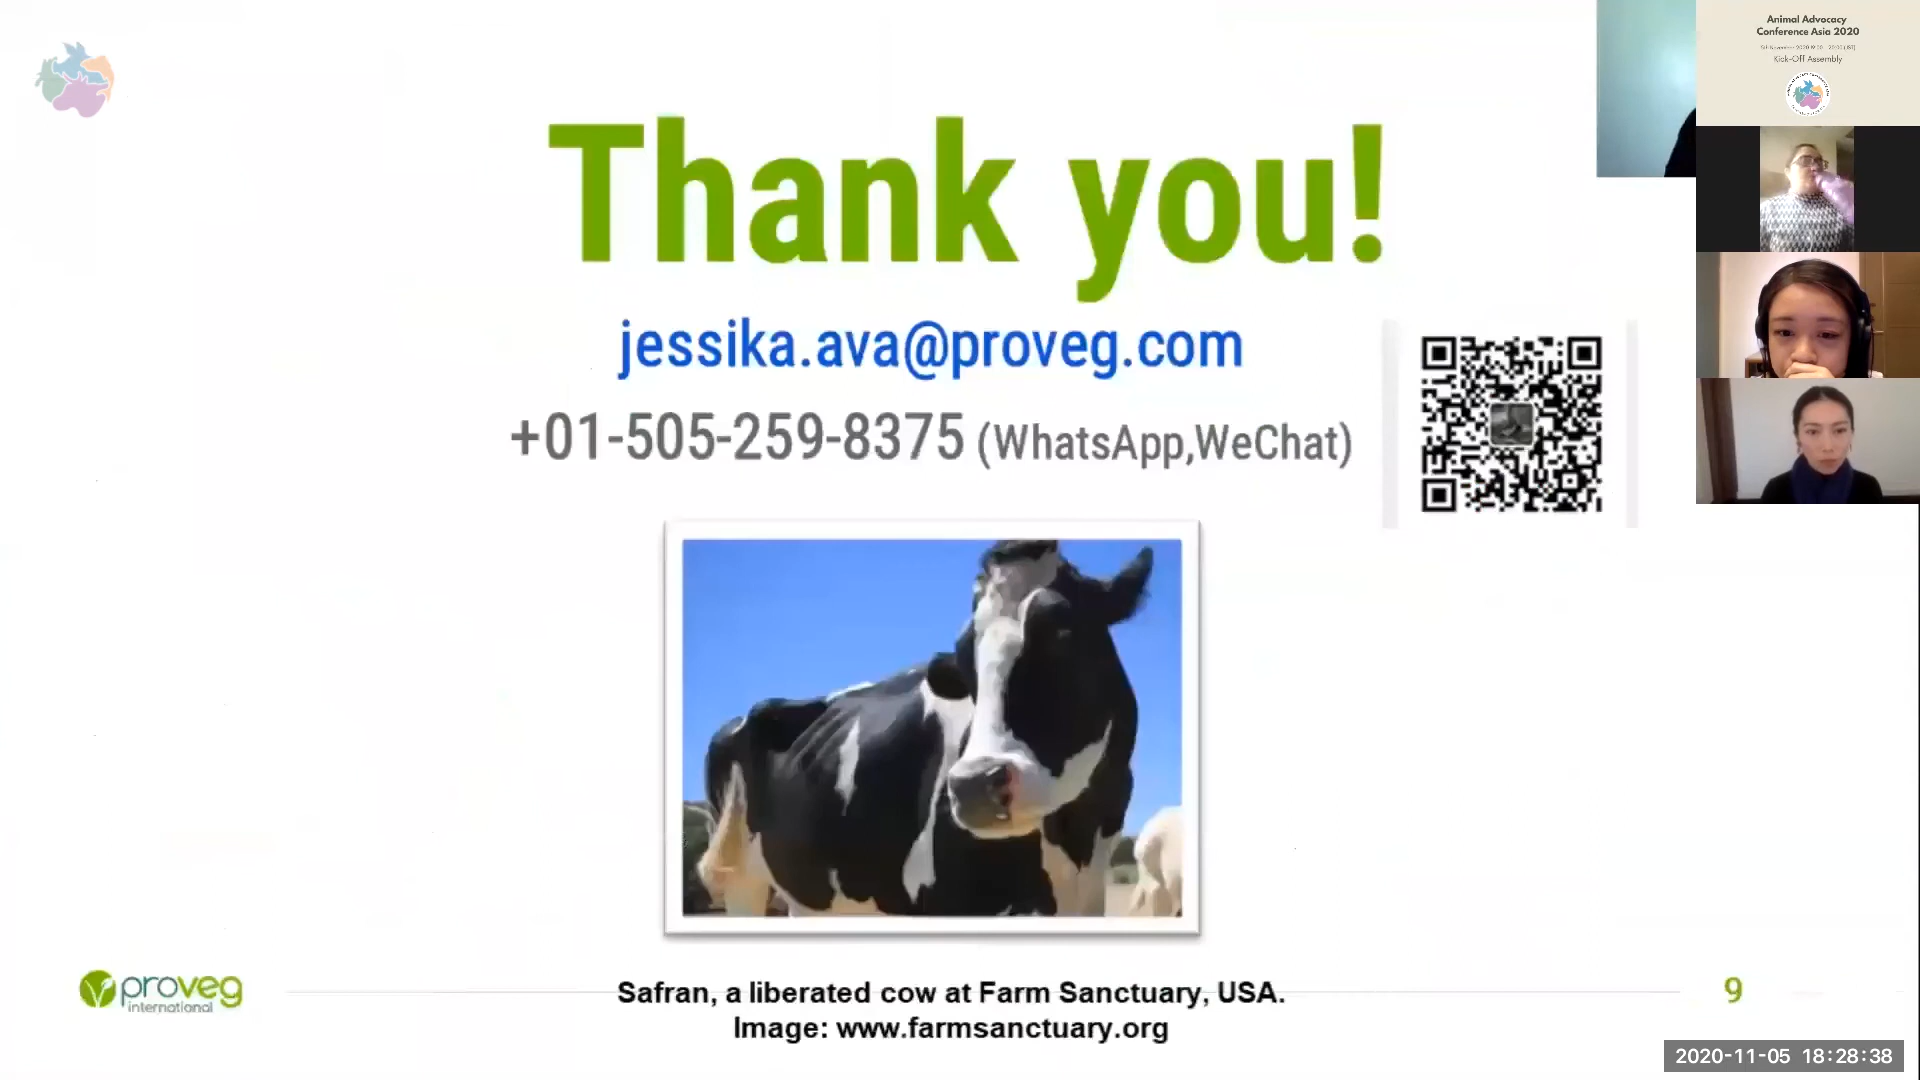 Animal Advocacy
Conference Asia 2020
Kick-Off Assembly
Thank you!
jessika.ava@proveg.com
+01-505-259-8375 (WhatsApp,WeChat)
proveg
international
Safran, a liberated cow at Farm Sanctuary, USA.
Image: www.farmsanctuary.org
9
2020-11-05 18:28:38